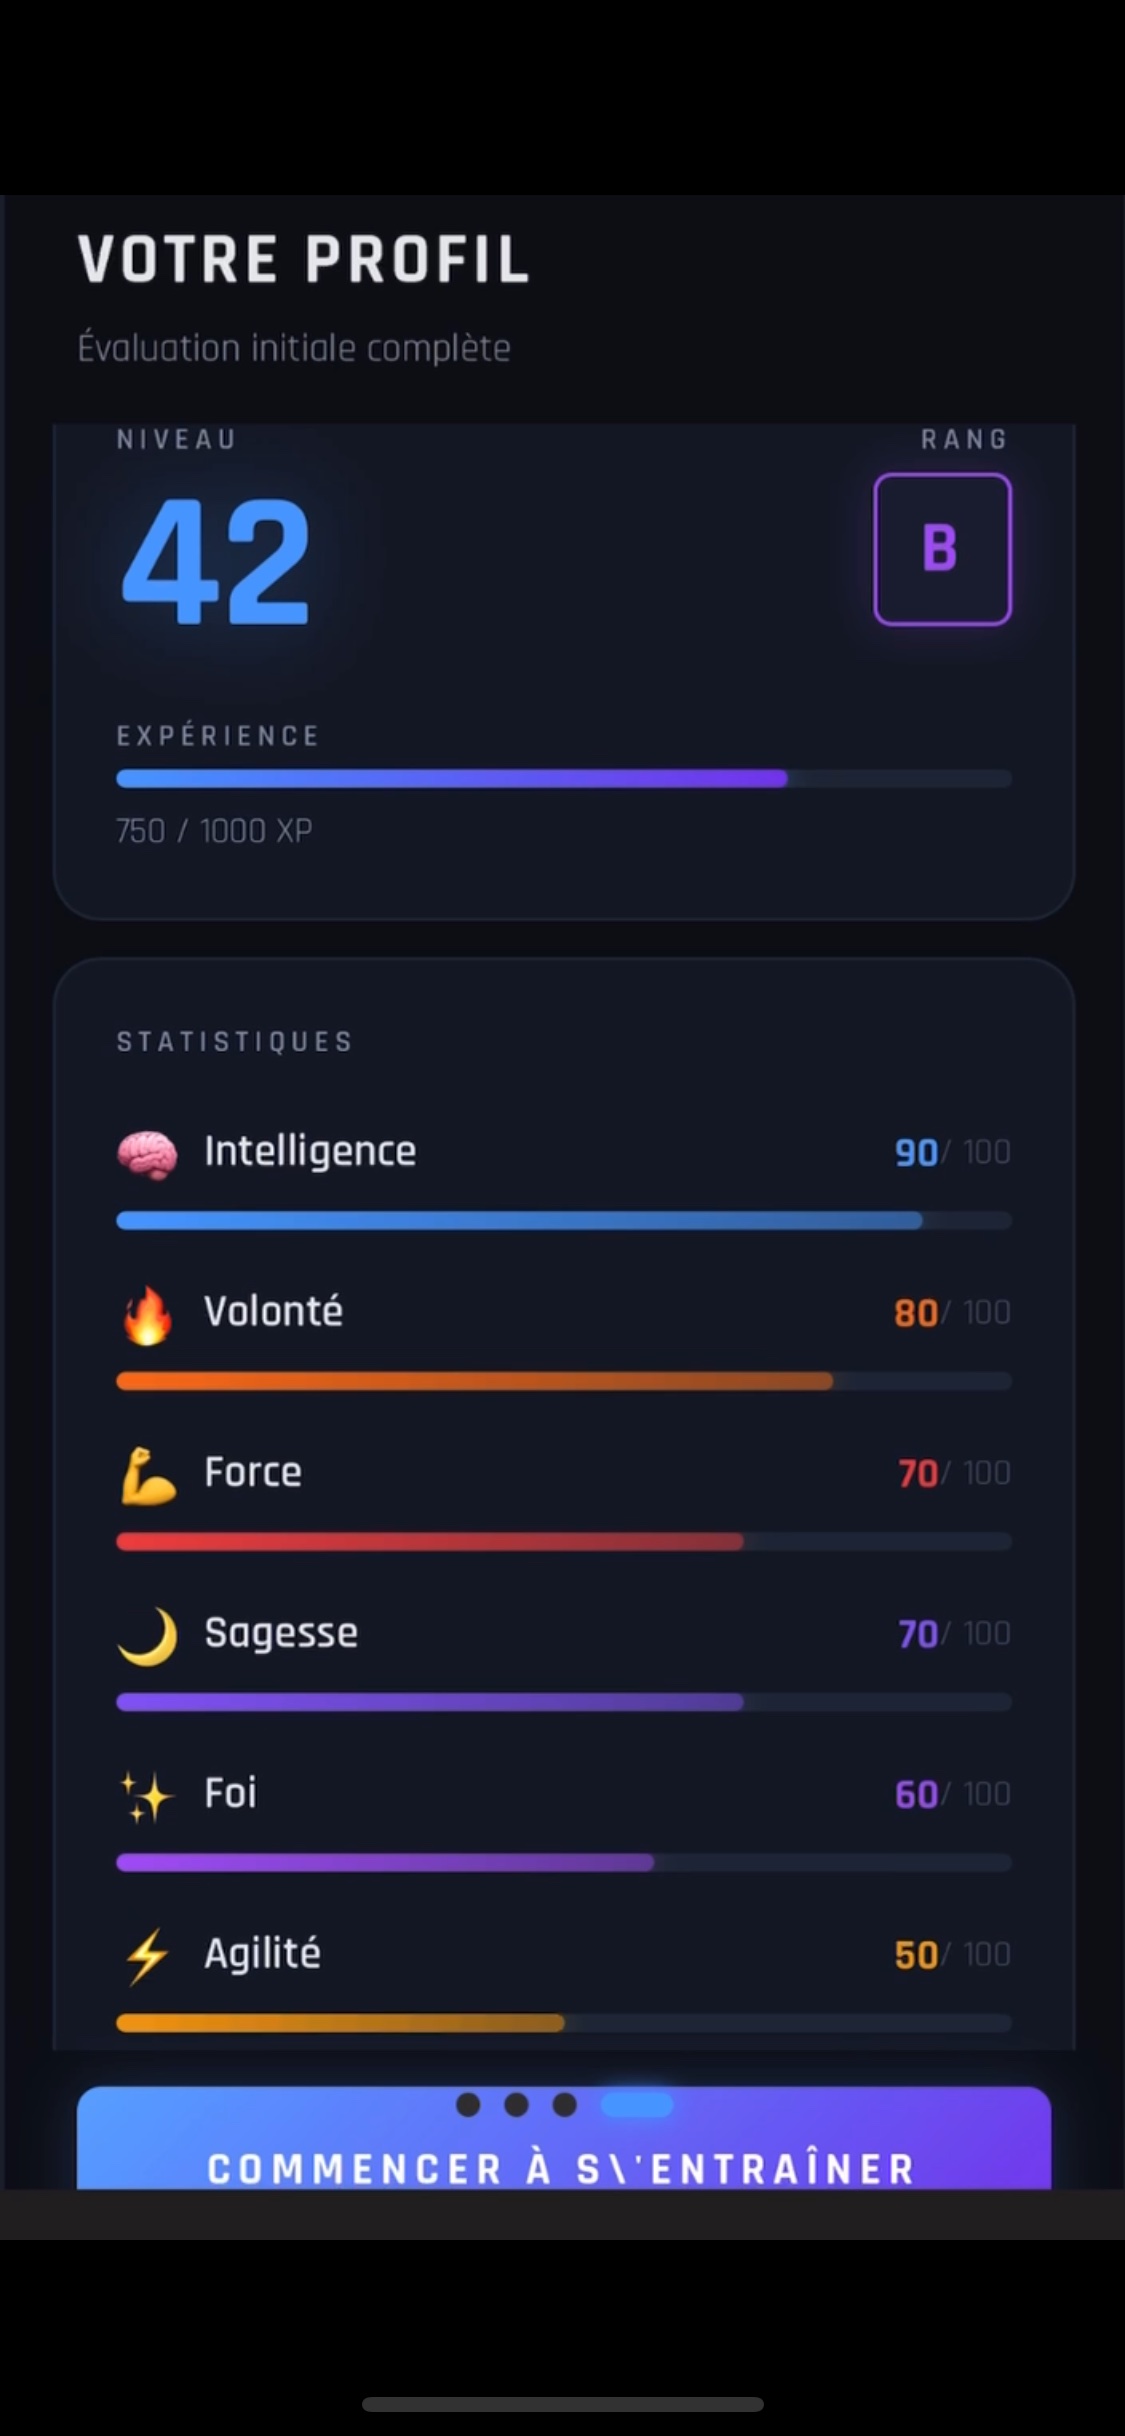 VOTRE PROFIL
Évaluation initiale complète
NIVEAU RANG
42 B
EXPÉRIENCE
750 / 1000 XP
STATISTIQUES
Intelligence 90/ 100
Volonté 80/ 100
Force 70/ 100
Sagesse 70/ 100
Foi 60/ 100
Agilité 50/ 100
COMMENCER À S\'ENTRAÎNER